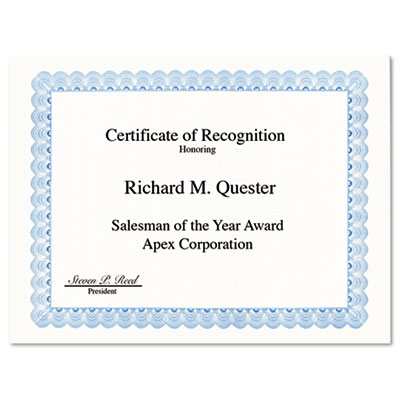 Certificate of Recognition
Honoring
Richard M. Quester
Salesman of the Year Award
Apex Corporation
Steven P. Reed
President